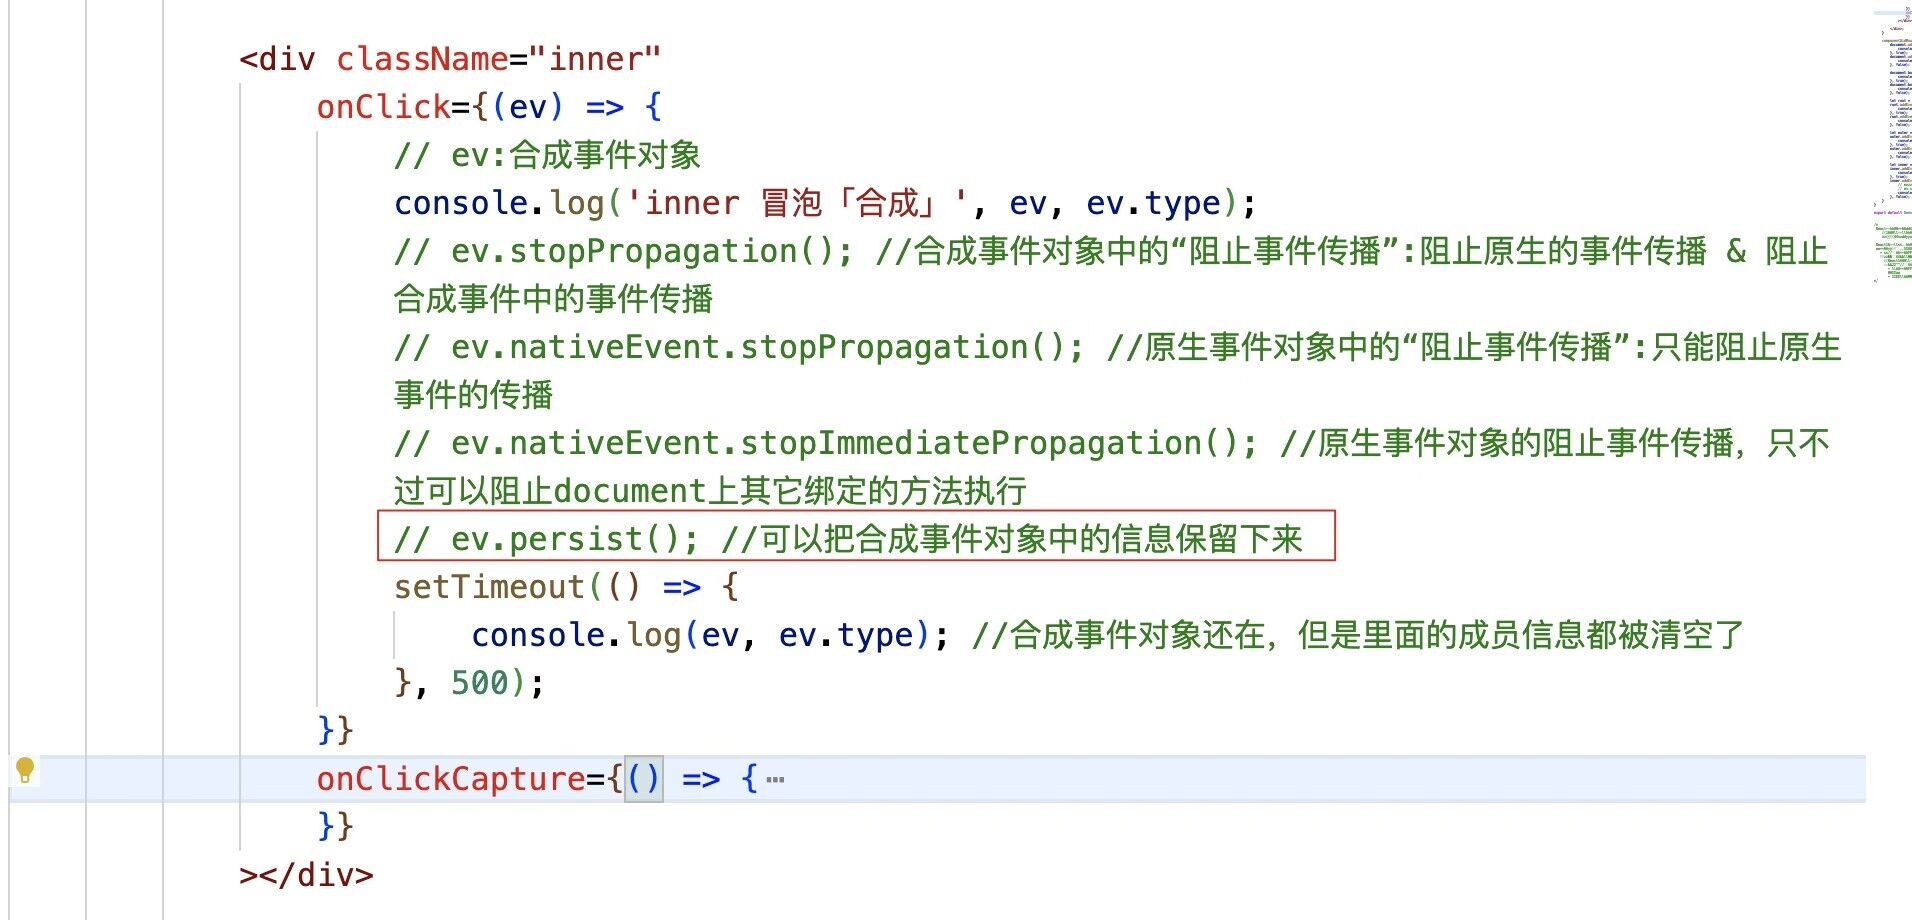 <div className="inner"
onClick={(ev) => {
// ev:合成事件对象
console.log('inner 冒泡「合成」', ev, ev.type);
// ev.stopPropagation(); //合成事件对象中的“阻止事件传播”:阻止原生的事件传播 & 阻止
合成事件中的事件传播
// ev.nativeEvent.stopPropagation(); //原生事件对象中的“阻止事件传播”:只能阻止原生
事件的传播
// ev.nativeEvent.stopImmediatePropagation(); //原生事件对象的阻止事件传播，只不
过可以阻止document上其它绑定的方法执行
// ev.persist(); //可以把合成事件对象中的信息保留下来
setTimeout(() => {
console.log(ev, ev.type); //合成事件对象还在，但是里面的成员信息都被清空了
}, 500);
}}
onClickCapture={() => {⋯
}}
></div>